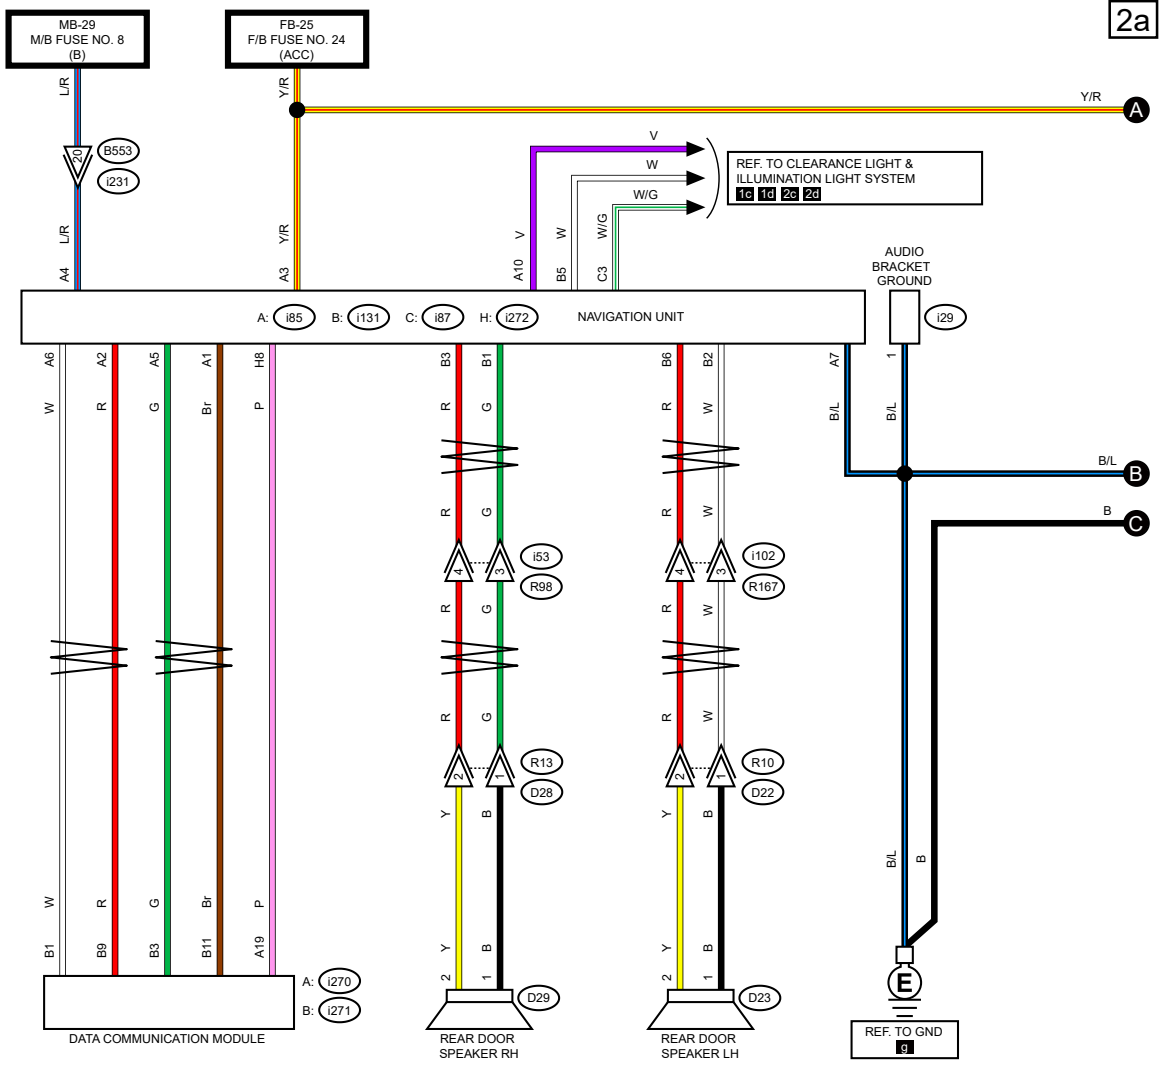 2a
MB-29
M/B FUSE NO. 8
(B)
FB-25
F/B FUSE NO. 24
(ACC)
L/R
Y/R
Y/R
A
20
B553
i231
V
W
W/G
REF. TO CLEARANCE LIGHT &
ILLUMINATION LIGHT SYSTEM
1c 1d 2c 2d
L/R
Y/R
V
W
W/G
A4
A3
A10
B5
C3
AUDIO
BRACKET
GROUND
A: i85 B: i131 C: i87 H: i272 NAVIGATION UNIT
i29
A6
A2
A5
A1
H8
B3
B1
B6
B2
A7
1
W
R
G
Br
P
R
G
R
W
B/L
B/L
B/L
B
B
C
R
G
R
W
4
3
i53
R98
4
3
i102
R167
R
G
R
W
R
G
R
W
2
1
R13
D28
2
1
R10
D22
Y
B
Y
B
B/L
B
W
R
G
Br
P
Y
B
Y
B
B1
B9
B3
B11
A19
2
1
2
1
A: i270
B: i271
D29
D23
E
DATA COMMUNICATION MODULE
REAR DOOR
SPEAKER RH
REAR DOOR
SPEAKER LH
REF. TO GND
g